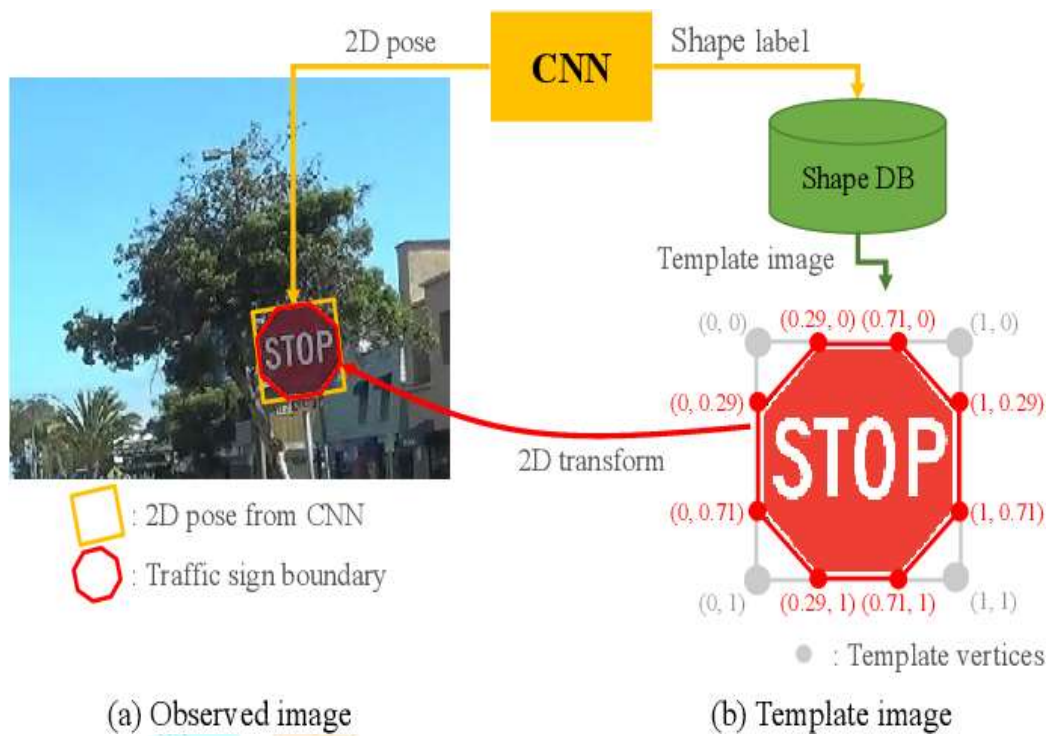 2D pose
CNN
Shape label
Shape DB
Template image
STOP
(0, 0)
(0.29, 0)
(0.71, 0)
(1, 0)
(0, 0.29)
(1, 0.29)
STOP
2D transform
(0, 0.71)
(1, 0.71)
: 2D pose from CNN
: Traffic sign boundary
(0, 1)
(0.29, 1)
(0.71, 1)
(1, 1)
: Template vertices
(a) Observed image
(b) Template image